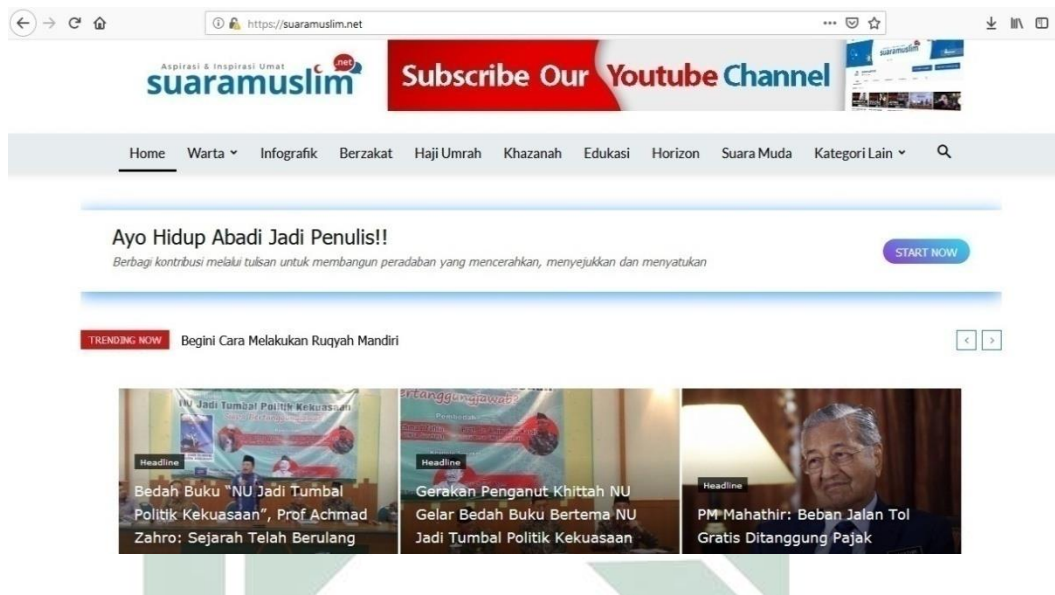 https://suaramuslim.net
Aspirasi & Inspirasi Umat
suaramuslim
.net
Subscribe Our Youtube Channel
suaramuslim
Home Warta Infografik Berzakat Haji Umrah Khazanah Edukasi Horizon Suara Muda Kategori Lain
Ayo Hidup Abadi Jadi Penulis!!
Berbagi kontribusi melalui tulisan untuk membangun peradaban yang mencerahkan, menyejukkan dan menyatukan
START NOW
TRENDING NOW Begini Cara Melakukan Ruqyah Mandiri
NU Jadi Tumbal Politik Kekuasaan
Headline
Bedah Buku “NU Jadi Tumbal
Politik Kekuasaan”, Prof Achmad
Zahro: Sejarah Telah Berulang
Headline
Gerakan Penganut Khittah NU
Gelar Bedah Buku Bertema NU
Jadi Tumbal Politik Kekuasaan
Headline
PM Mahathir: Beban Jalan Tol
Gratis Ditanggung Pajak